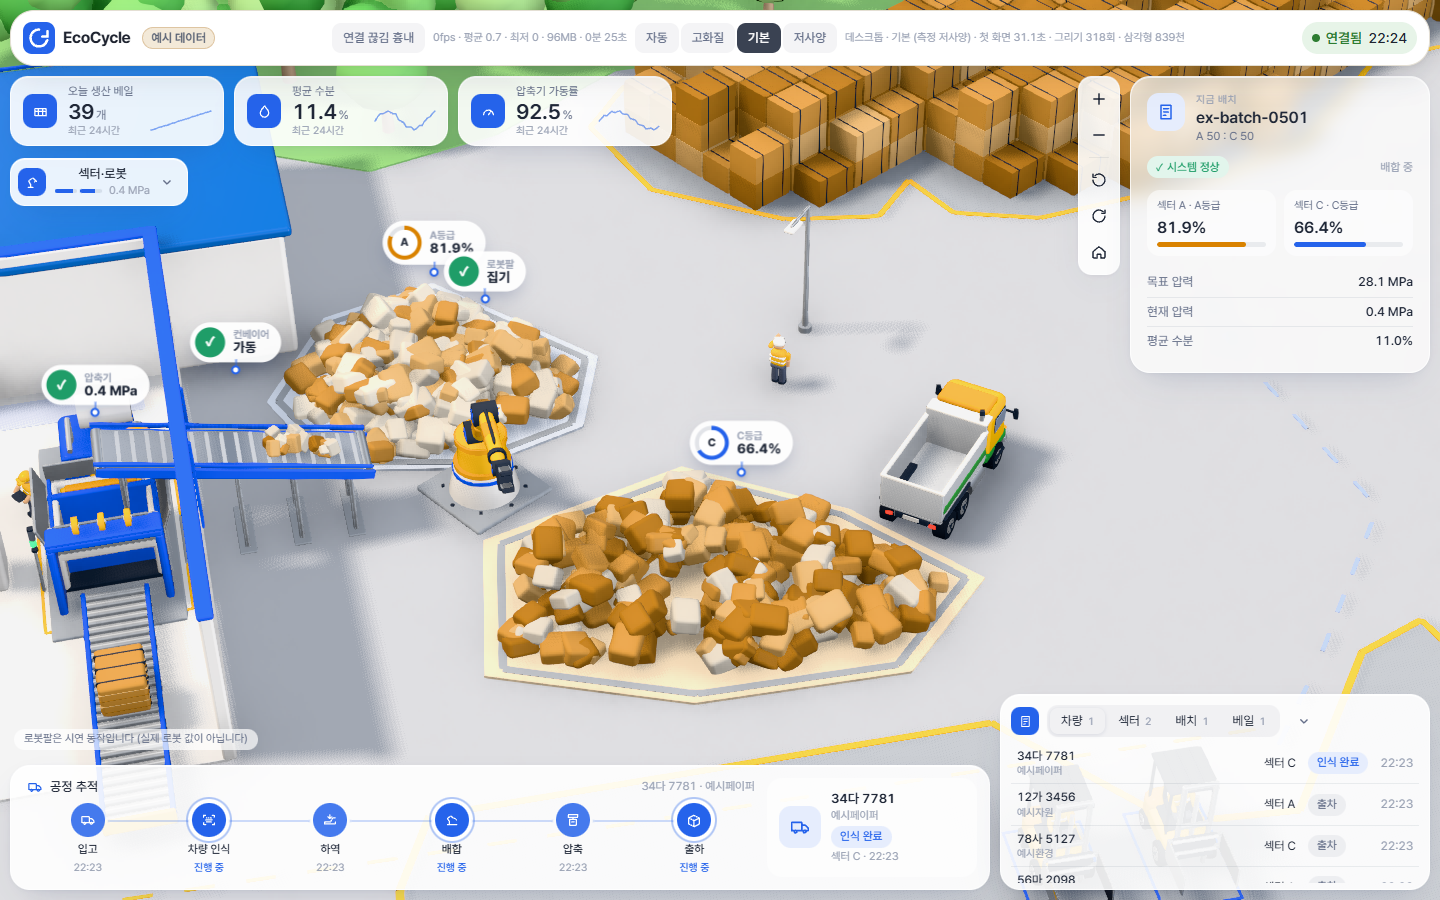 EcoCycle
예시 데이터
연결 끊김 흉내
0fps · 평균 0.7 · 최저 0 · 96MB · 0분 25초
자동
고화질
기본
저사양
데스크톱 · 기본 (측정 저사양) · 첫 화면 31.1초 · 그리기 318회 · 삼각형 839천
연결됨 22:24
오늘 생산 베일
39개
최근 24시간
평균 수분
11.4%
최근 24시간
압축기 가동률
92.5%
최근 24시간
섹터·로봇
0.4 MPa
지금 배치
ex-batch-0501
A 50 : C 50
✓ 시스템 정상
배합 중
섹터 A · A등급
81.9%
섹터 C · C등급
66.4%
목표 압력
28.1 MPa
현재 압력
0.4 MPa
평균 수분
11.0%
A
A등급
81.9%
로봇팔
집기
컨베이어
가동
압축기
0.4 MPa
C
C등급
66.4%
로봇팔은 시연 동작입니다 (실제 로봇 값이 아닙니다)
공정 추적
34다 7781 · 예시페이퍼
입고
22:23
차량 인식
진행 중
하역
22:23
배합
진행 중
압축
22:23
출하
진행 중
34다 7781
예시페이퍼
인식 완료
섹터 C · 22:23
차량 1
섹터 2
배치 1
베일 1
34다 7781
예시페이퍼
섹터 C
인식 완료
22:23
12가 3456
예시자원
섹터 A
출차
22:23
78사 5127
예시환경
섹터 C
출차
22:23
56마 2098